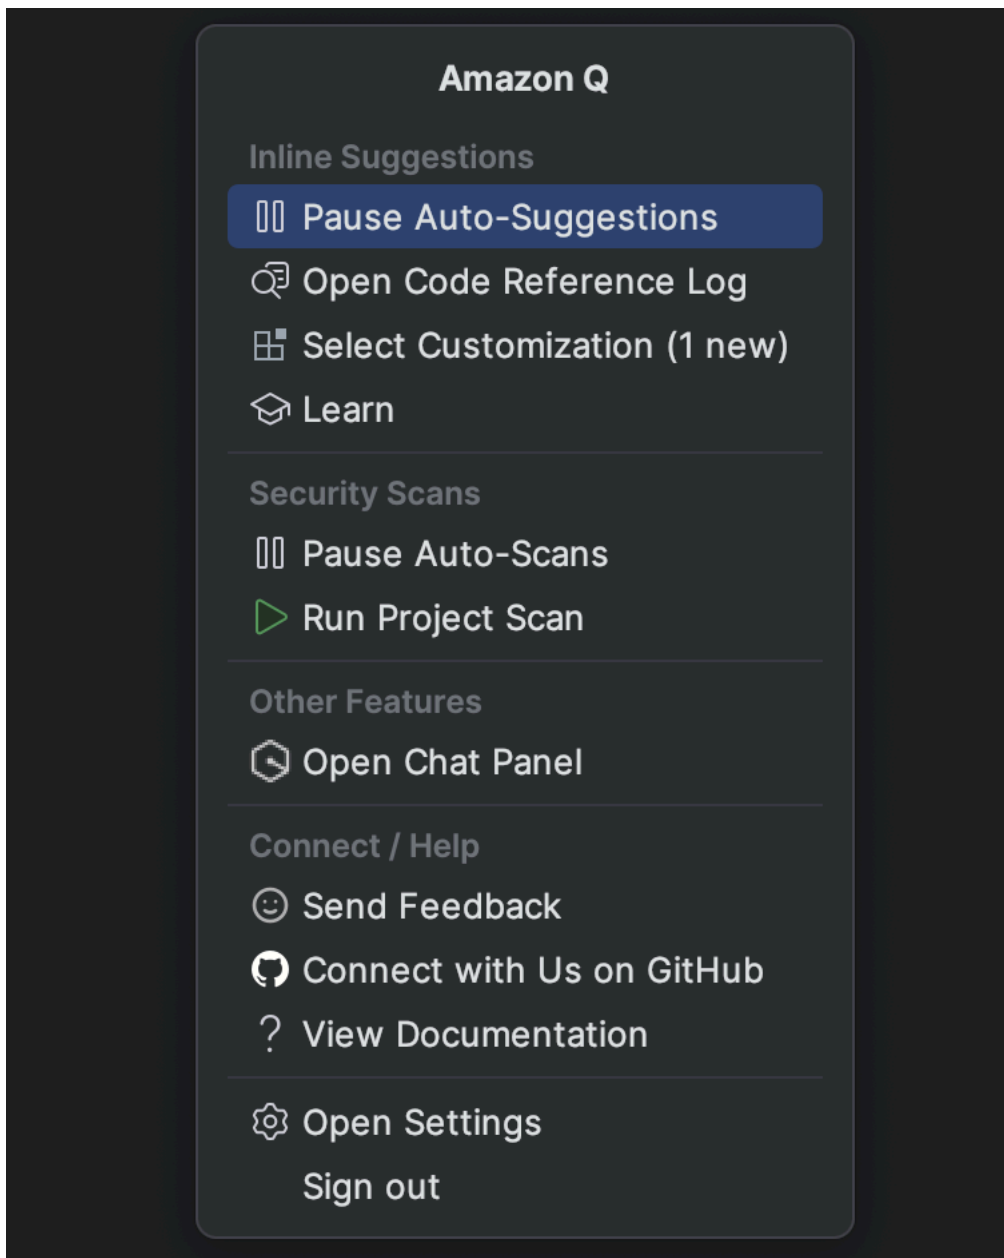 Amazon Q
Inline Suggestions
Pause Auto-Suggestions
Open Code Reference Log
Select Customization (1 new)
Learn
Security Scans
Pause Auto-Scans
Run Project Scan
Other Features
Open Chat Panel
Connect / Help
Send Feedback
Connect with Us on GitHub
View Documentation
Open Settings
Sign out